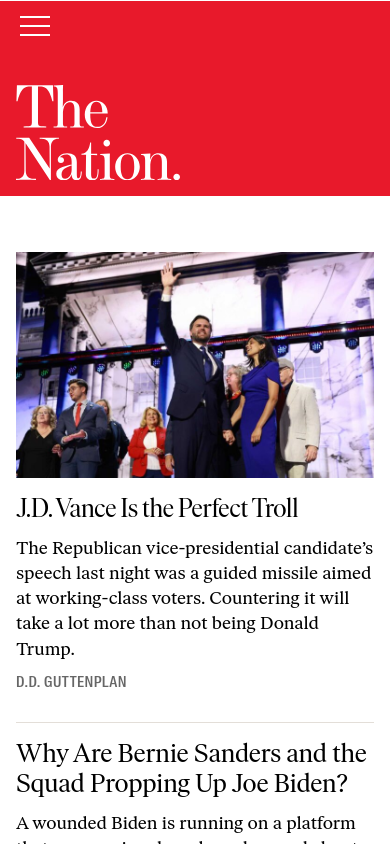 The
Nation.
J.D. Vance Is the Perfect Troll
The Republican vice-presidential candidate’s
speech last night was a guided missile aimed
at working-class voters. Countering it will
take a lot more than not being Donald
Trump.
D.D. GUTTENPLAN
Why Are Bernie Sanders and the
Squad Propping Up Joe Biden?
A wounded Biden is running on a platform